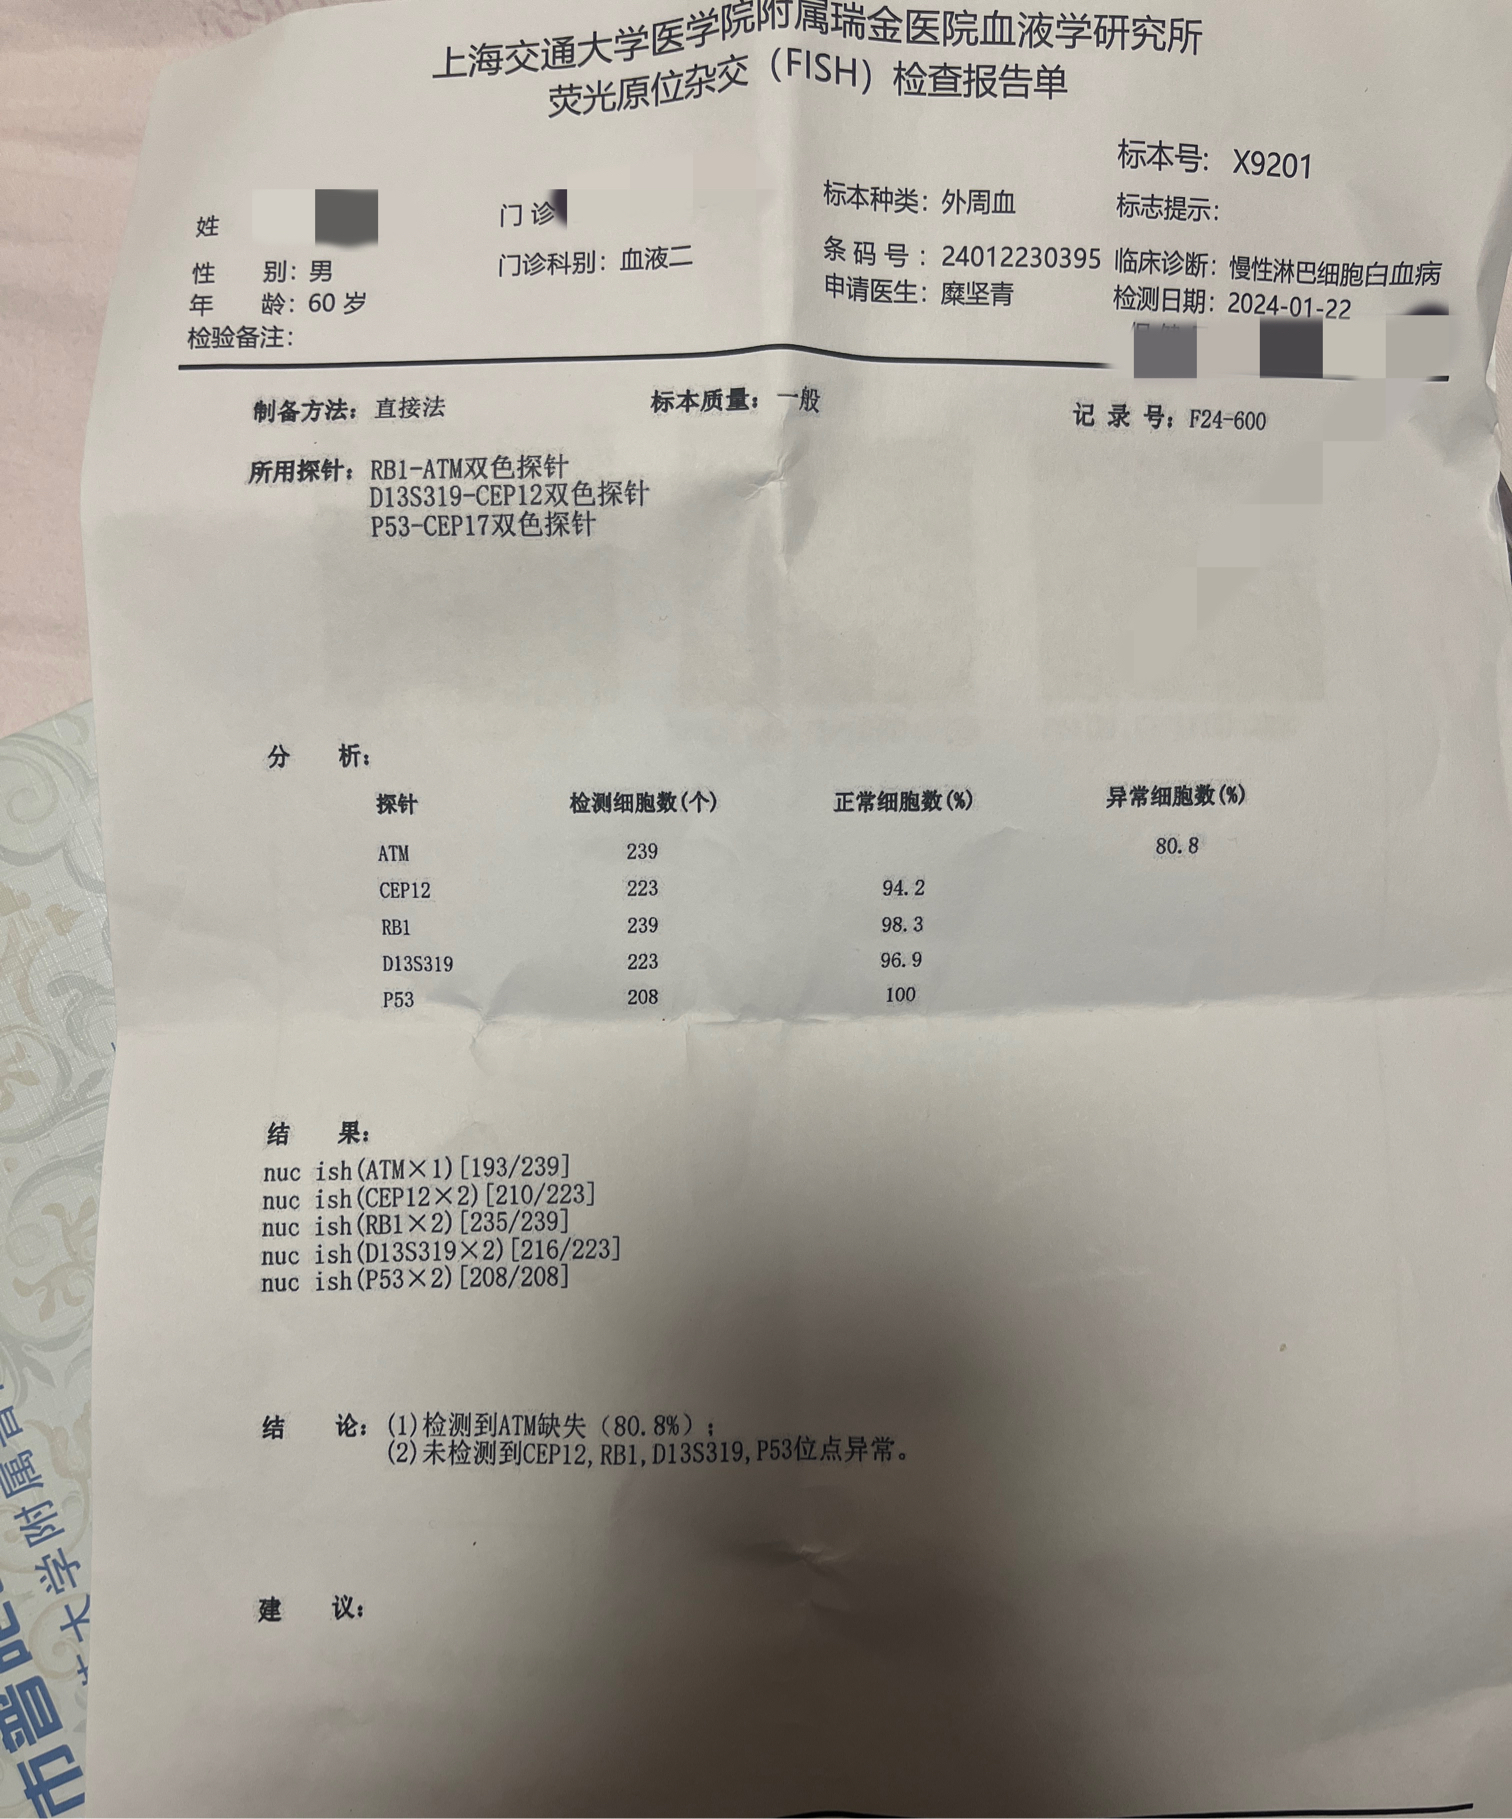 上海交通大学医学院附属瑞金医院血液学研究所
荧光原位杂交（FISH）检查报告单
标本号: X9201
姓 门 诊 标本种类: 外周血 标志提示:
性 别: 男 门诊科别: 血液二 条 码 号 : 24012230395 临床诊断: 慢性淋巴细胞白血病
年 龄: 60 岁 申请医生: 糜坚青 检测日期: 2024-01-22
检验备注:
制备方法: 直接法 标本质量: 一般 记 录 号: F24-600
所用探针: RB1-ATM双色探针
D13S319-CEP12双色探针
P53-CEP17双色探针
分 析:
探针 检测细胞数(个) 正常细胞数(%) 异常细胞数(%)
ATM 239 80.8
CEP12 223 94.2
RB1 239 98.3
D13S319 223 96.9
P53 208 100
结 果:
nuc ish(ATM×1)[193/239]
nuc ish(CEP12×2)[210/223]
nuc ish(RB1×2)[235/239]
nuc ish(D13S319×2)[216/223]
nuc ish(P53×2)[208/208]
结 论: (1)检测到ATM缺失（80.8%）;
(2)未检测到CEP12,RB1,D13S319,P53位点异常。
建 议:
大学附属
市普